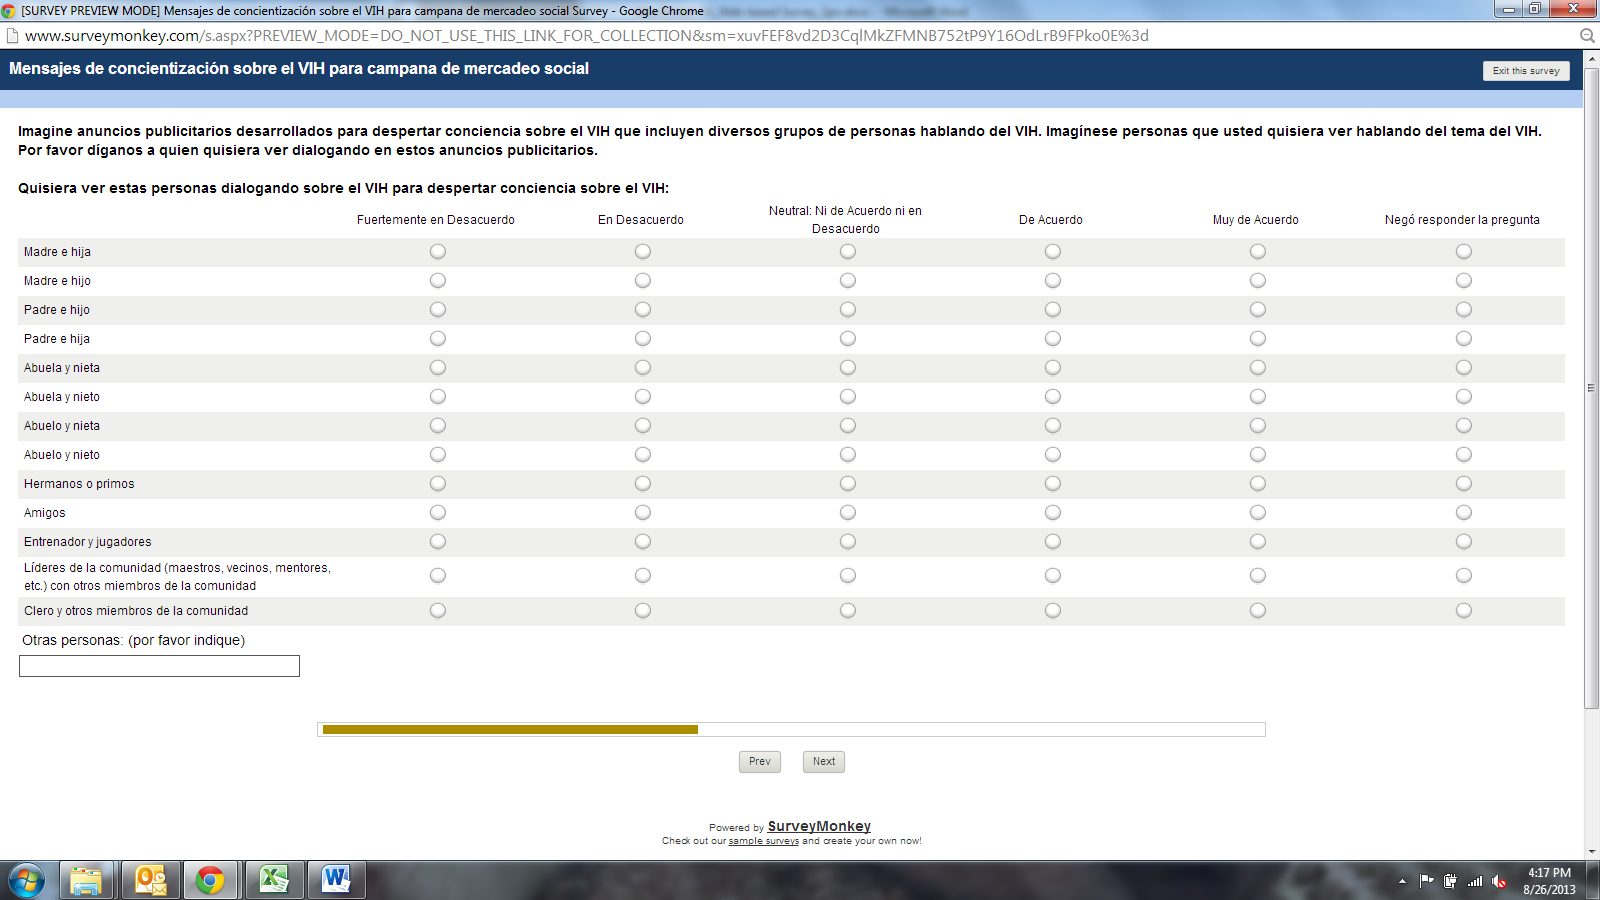 [SURVEY PREVIEW MODE] Mensajes de concientización sobre el VIH para campana de mercadeo social Survey - Google Chrome
www.surveymonkey.com/s.aspx?PREVIEW_MODE=DO_NOT_USE_THIS_LINK_FOR_COLLECTION&sm=xuvFEF8vd2D3CqlMkZFMNB752tP9Y16OdLrB9FPko0E%3d
Mensajes de concientización sobre el VIH para campana de mercadeo social
Exit this survey
Imagine anuncios publicitarios desarrollados para despertar conciencia sobre el VIH que incluyen diversos grupos de personas hablando del VIH. Imagínese personas que usted quisiera ver hablando del tema del VIH.
Por favor díganos a quien quisiera ver dialogando en estos anuncios publicitarios.
Quisiera ver estas personas dialogando sobre el VIH para despertar conciencia sobre el VIH:
Fuertemente en Desacuerdo
En Desacuerdo
Neutral: Ni de Acuerdo ni en
Desacuerdo
De Acuerdo
Muy de Acuerdo
Negó responder la pregunta
Madre e hija
Madre e hijo
Padre e hijo
Padre e hija
Abuela y nieta
Abuela y nieto
Abuelo y nieta
Abuelo y nieto
Hermanos o primos
Amigos
Entrenador y jugadores
Líderes de la comunidad (maestros, vecinos, mentores,
etc.) con otros miembros de la comunidad
Clero y otros miembros de la comunidad
Otras personas: (por favor indique)
Prev
Next
Powered by SurveyMonkey
Check out our sample surveys and create your own now!
4:17 PM
8/26/2013